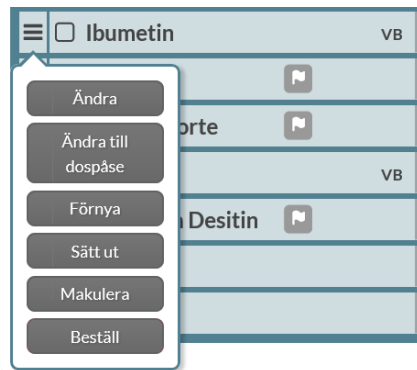 Ibumetin VB
Ändra
orte
Ändra till
dospåse
VB
Förnya
Desitin
Sätt ut
Makulera
Beställ